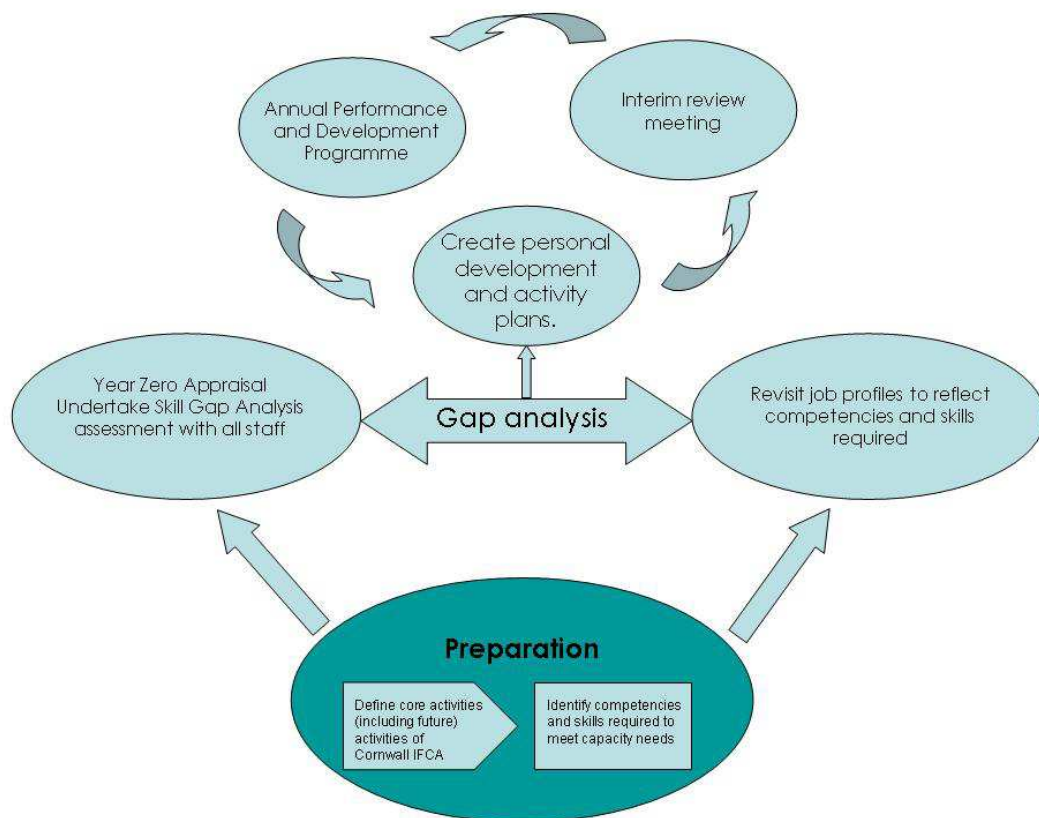 Annual Performance
and Development
Programme
Interim review
meeting
Create personal
development
and activity
plans.
Year Zero Appraisal
Undertake Skill Gap Analysis
assessment with all staff
Gap analysis
Revisit job profiles to reflect
competencies and skills
required
Preparation
Define core activities
(including future)
activities of
Cornwall IFCA
Identify competencies
and skills required to
meet capacity needs